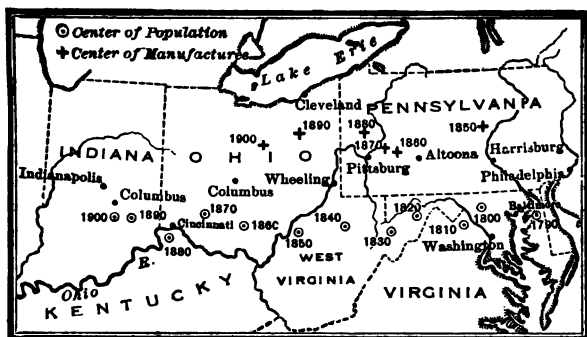 Center of Population
Center of Manufactures
Lake Erie
Cleveland
PENNSYLVANIA
1890
1880
1850
1900
1870
1860
INDIANA
OHIO
Pittsburg
Altoona
Harrisburg
Indianapolis
Columbus
Columbus
Wheeling
Philadelphia
1900
1890
1870
1860
1840
1820
1800
Baltimore
1790
Cincinnati
1850
1830
1810
Washington
1880
WEST
VIRGINIA
VIRGINIA
Ohio R.
KENTUCKY